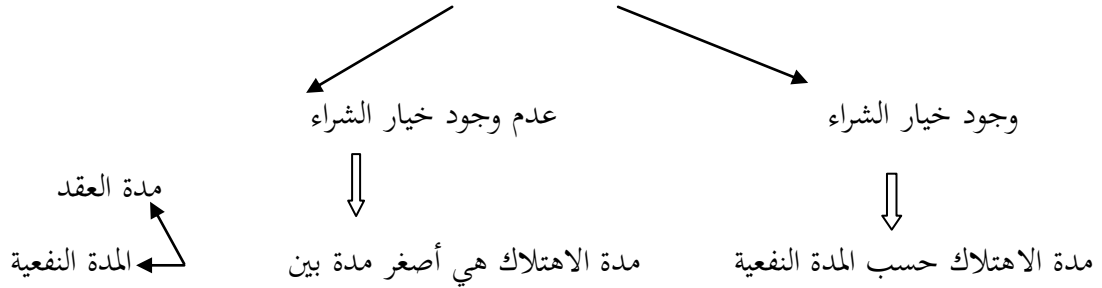 وجود خيار الشراء
عدم وجود خيار الشراء
مدة العقد
مدة الاهتلاك حسب المدة النفعية
مدة الاهتلاك هي أصغر مدة بين
المدة النفعية